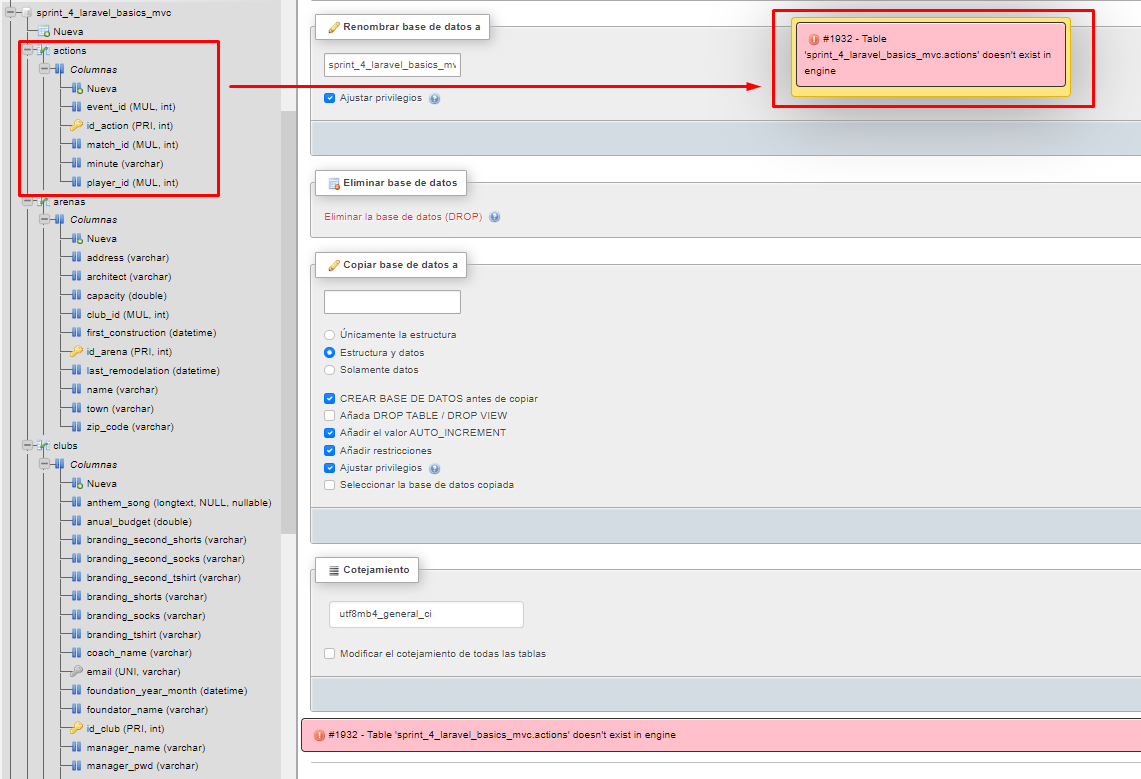 sprint_4_laravel_basics_mvc
Nueva
actions
Columnas
Nueva
event_id (MUL, int)
id_action (PRI, int)
match_id (MUL, int)
minute (varchar)
player_id (MUL, int)
arenas
Columnas
Nueva
address (varchar)
architect (varchar)
capacity (double)
club_id (MUL, int)
first_construction (datetime)
id_arena (PRI, int)
last_remodelation (datetime)
name (varchar)
town (varchar)
zip_code (varchar)
clubs
Columnas
Nueva
anthem_song (longtext, NULL, nullable)
anual_budget (double)
branding_second_shorts (varchar)
branding_second_socks (varchar)
branding_second_tshirt (varchar)
branding_shorts (varchar)
branding_socks (varchar)
branding_tshirt (varchar)
coach_name (varchar)
email (UNI, varchar)
foundation_year_month (datetime)
foundator_name (varchar)
id_club (PRI, int)
manager_name (varchar)
manager_pwd (varchar)
Renombrar base de datos a
sprint_4_laravel_basics_mv
Ajustar privilegios
#1932 - Table
'sprint_4_laravel_basics_mvc.actions' doesn't exist in
engine
Eliminar base de datos
Eliminar la base de datos (DROP)
Copiar base de datos a
Únicamente la estructura
Estructura y datos
Solamente datos
CREAR BASE DE DATOS antes de copiar
Añada DROP TABLE / DROP VIEW
Añadir el valor AUTO_INCREMENT
Añadir restricciones
Ajustar privilegios
Seleccionar la base de datos copiada
Cotejamiento
utf8mb4_general_ci
Modificar el cotejamiento de todas las tablas
#1932 - Table 'sprint_4_laravel_basics_mvc.actions' doesn't exist in engine